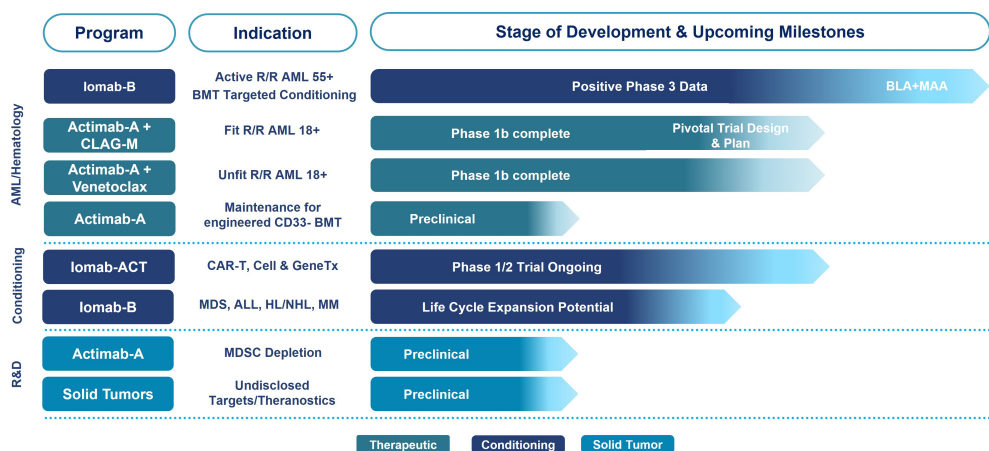 Program
Indication
Stage of Development & Upcoming Milestones
AML/Hematology
Iomab-B
Active R/R AML 55+
BMT Targeted Conditioning
Positive Phase 3 Data
BLA+MAA
Actimab-A +
CLAG-M
Fit R/R AML 18+
Phase 1b complete
Pivotal Trial Design
& Plan
Actimab-A +
Venetoclax
Unfit R/R AML 18+
Phase 1b complete
Actimab-A
Maintenance for
engineered CD33- BMT
Preclinical
Conditioning
Iomab-ACT
CAR-T, Cell & GeneTx
Phase 1/2 Trial Ongoing
Iomab-B
MDS, ALL, HL/NHL, MM
Life Cycle Expansion Potential
R&D
Actimab-A
MDSC Depletion
Preclinical
Solid Tumors
Undisclosed
Targets/Theranostics
Preclinical
Therapeutic
Conditioning
Solid Tumor